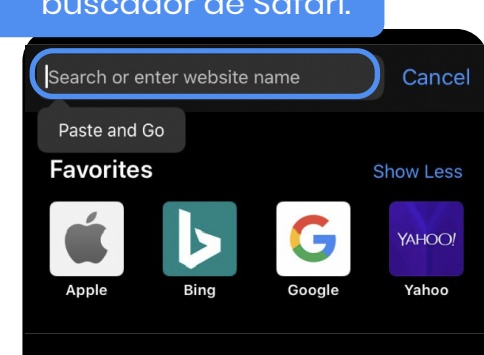 buscador de Safari.
Search or enter website name
Cancel
Paste and Go
Favorites
Show Less
YAHOO!
Apple
Bing
Google
Yahoo